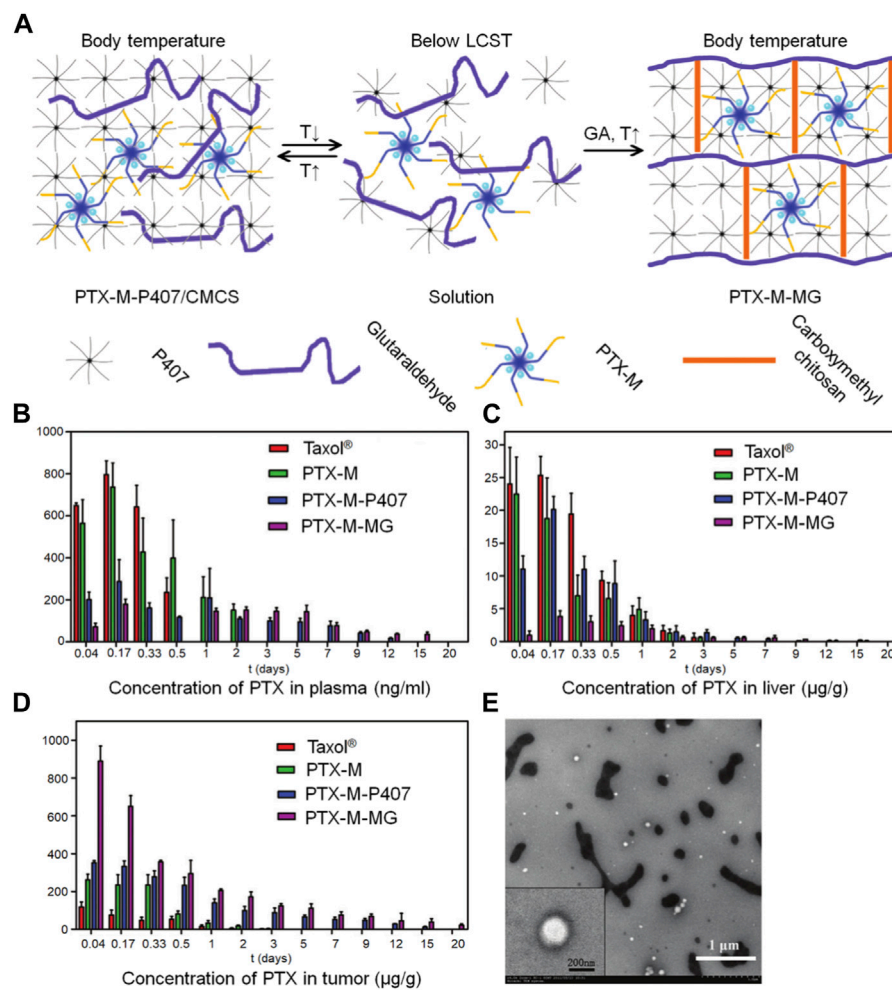 A
Body temperature
Below LCST
Body temperature
T↓
T↑
GA, T↑
PTX-M-P407/CMCS
Solution
PTX-M-MG
P407
Glutaraldehyde
PTX-M
Carboxymethyl
chitosan
B
1000
800
600
400
200
0
Taxol®
PTX-M
PTX-M-P407
PTX-M-MG
0.04 0.17 0.33 0.5 1 2 3 5 7 9 12 15 20
t (days)
Concentration of PTX in plasma (ng/ml)
C
30
25
20
15
10
5
0
Taxol®
PTX-M
PTX-M-P407
PTX-M-MG
0.04 0.17 0.33 0.5 1 2 3 5 7 9 12 15 20
t (days)
Concentration of PTX in liver (µg/g)
D
1000
800
600
400
200
0
Taxol®
PTX-M
PTX-M-P407
PTX-M-MG
0.04 0.17 0.33 0.5 1 2 3 5 7 9 12 15 20
t (days)
Concentration of PTX in tumor (µg/g)
E
200nm
1 µm